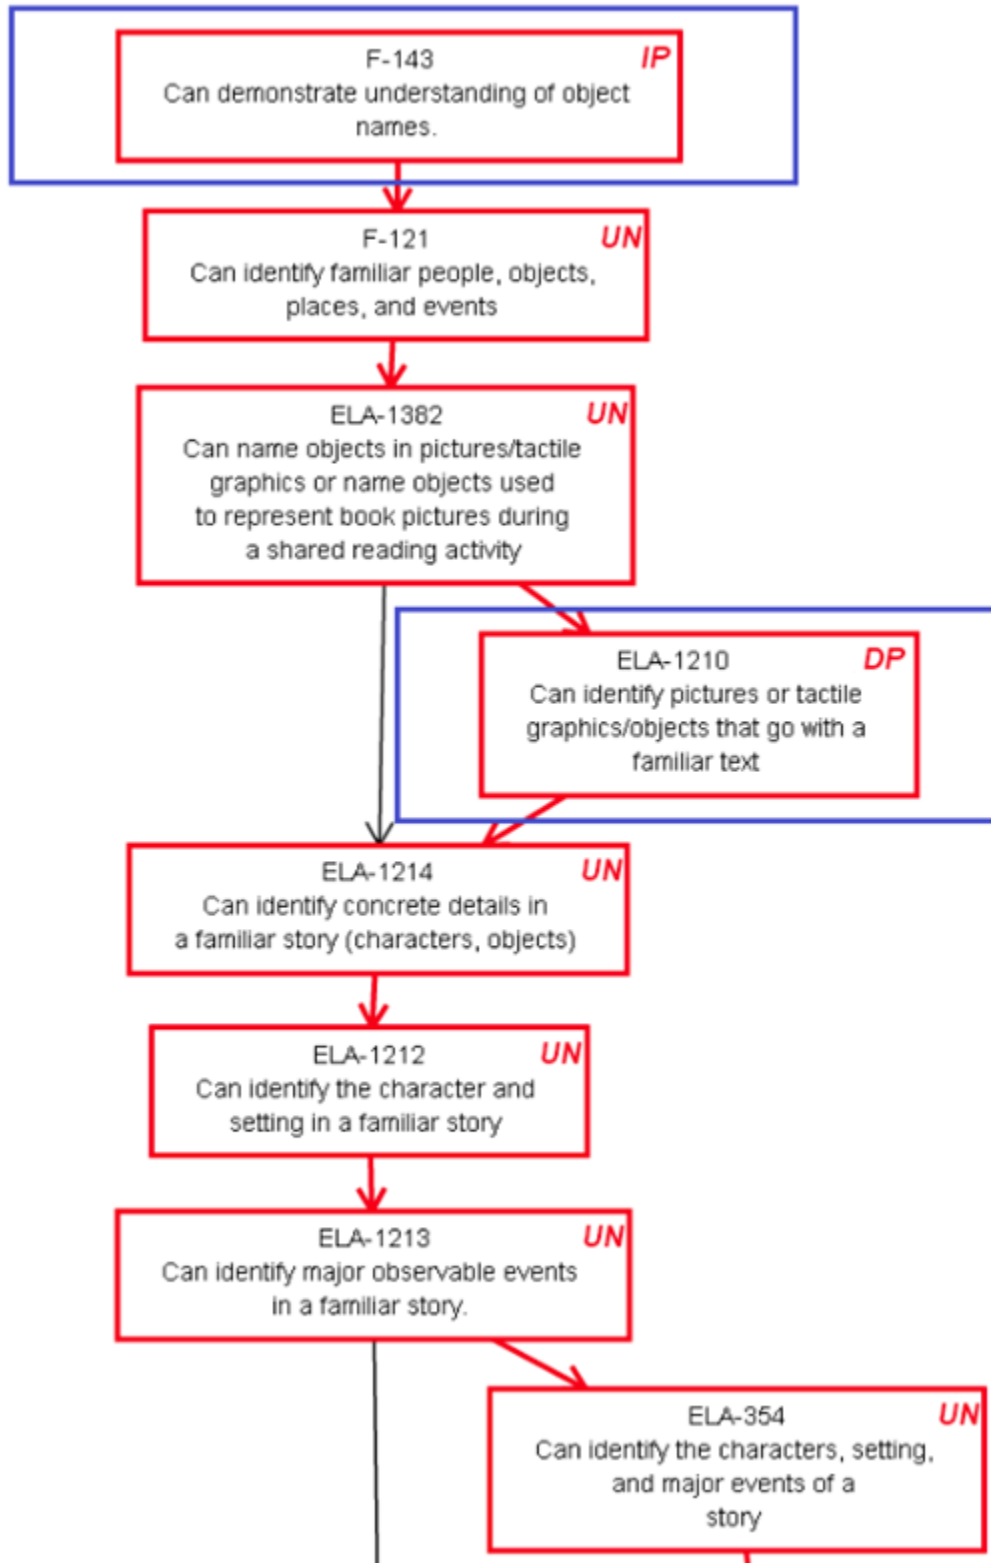 F-143 IP
Can demonstrate understanding of object
names.
F-121 UN
Can identify familiar people, objects,
places, and events
ELA-1382 UN
Can name objects in pictures/tactile
graphics or name objects used
to represent book pictures during
a shared reading activity
ELA-1210 DP
Can identify pictures or tactile
graphics/objects that go with a
familiar text
ELA-1214 UN
Can identify concrete details in
a familiar story (characters, objects)
ELA-1212 UN
Can identify the character and
setting in a familiar story
ELA-1213 UN
Can identify major observable events
in a familiar story.
ELA-354 UN
Can identify the characters, setting,
and major events of a
story